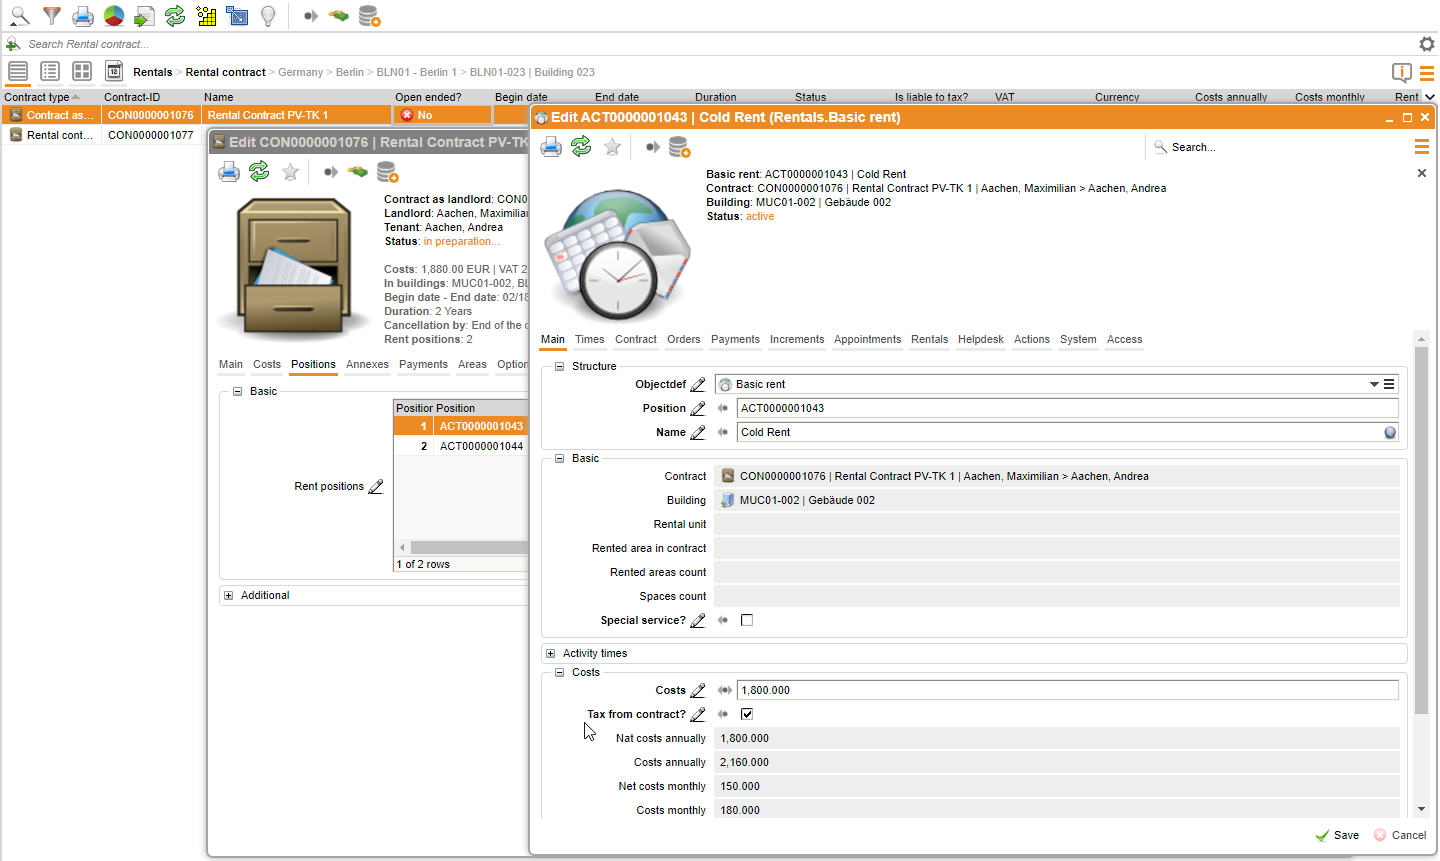 Search Rental contract...
12
Rentals > Rental contract > Germany > Berlin > BLN01 - Berlin 1 > BLN01-023 | Building 023
Contract type Contract-ID Name Open ended? Begin date End date Duration Status Is liable to tax? VAT Currency Costs annually Costs monthly Rent
Contract as... CON0000001076 Rental Contract PV-TK 1 No
Rental cont... CON0000001077
Edit CON0000001076 | Rental Contract PV-TK
Contract as landlord: CON0
Landlord: Aachen, Maximilian
Tenant: Aachen, Andrea
Status: in preparation...
Costs: 1,880.00 EUR | VAT 2
In buildings: MUC01-002, BL
Begin date - End date: 02/18
Duration: 2 Years
Cancellation by: End of the c
Rent positions: 2
Main Costs Positions Annexes Payments Areas Option
Basic
Position Position
1 ACT0000001043
2 ACT0000001044
Rent positions
1 of 2 rows
Additional
Edit ACT0000001043 | Cold Rent (Rentals.Basic rent)
Search...
Basic rent: ACT0000001043 | Cold Rent
Contract: CON0000001076 | Rental Contract PV-TK 1 | Aachen, Maximilian > Aachen, Andrea
Building: MUC01-002 | Gebäude 002
Status: active
Main Times Contract Orders Payments Increments Appointments Rentals Helpdesk Actions System Access
Structure
Objectdef Basic rent
Position ACT0000001043
Name Cold Rent
Basic
Contract CON0000001076 | Rental Contract PV-TK 1 | Aachen, Maximilian > Aachen, Andrea
Building MUC01-002 | Gebäude 002
Rental unit
Rented area in contract
Rented areas count
Spaces count
Special service?
Activity times
Costs
Costs 1,800.000
Tax from contract?
Nat costs annually 1,800.000
Costs annually 2,160.000
Net costs monthly 150.000
Costs monthly 180.000
Save Cancel